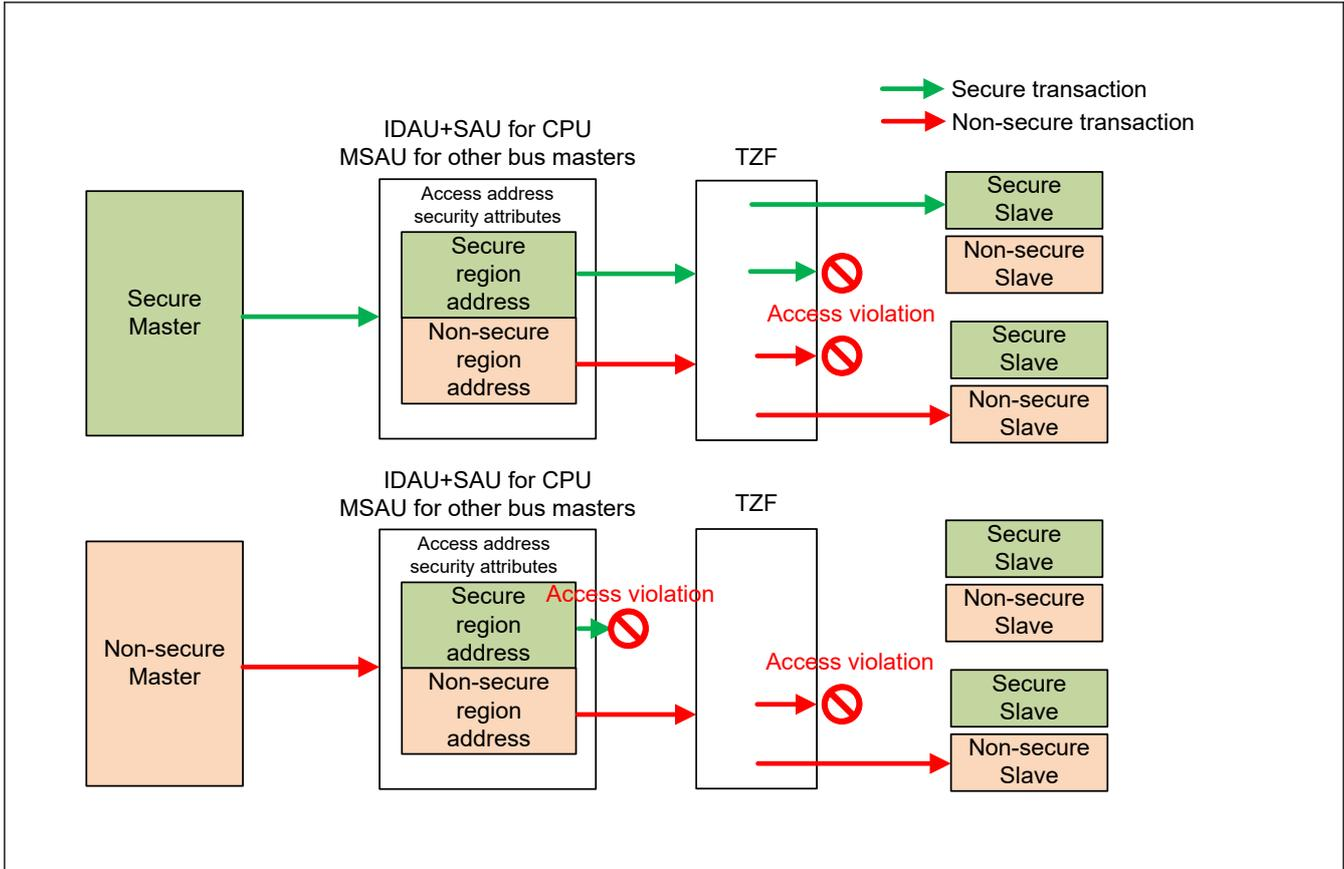 Secure transaction
Non-secure transaction
IDAU+SAU for CPU
MSAU for other bus masters
TZF
Access address
security attributes
Secure
Master
Secure
region
address
Non-secure
region
address
Access violation
Secure
Slave
Non-secure
Slave
Secure
Slave
Non-secure
Slave
IDAU+SAU for CPU
MSAU for other bus masters
TZF
Access address
security attributes
Non-secure
Master
Secure
region
address
Access violation
Non-secure
region
address
Access violation
Secure
Slave
Non-secure
Slave
Secure
Slave
Non-secure
Slave